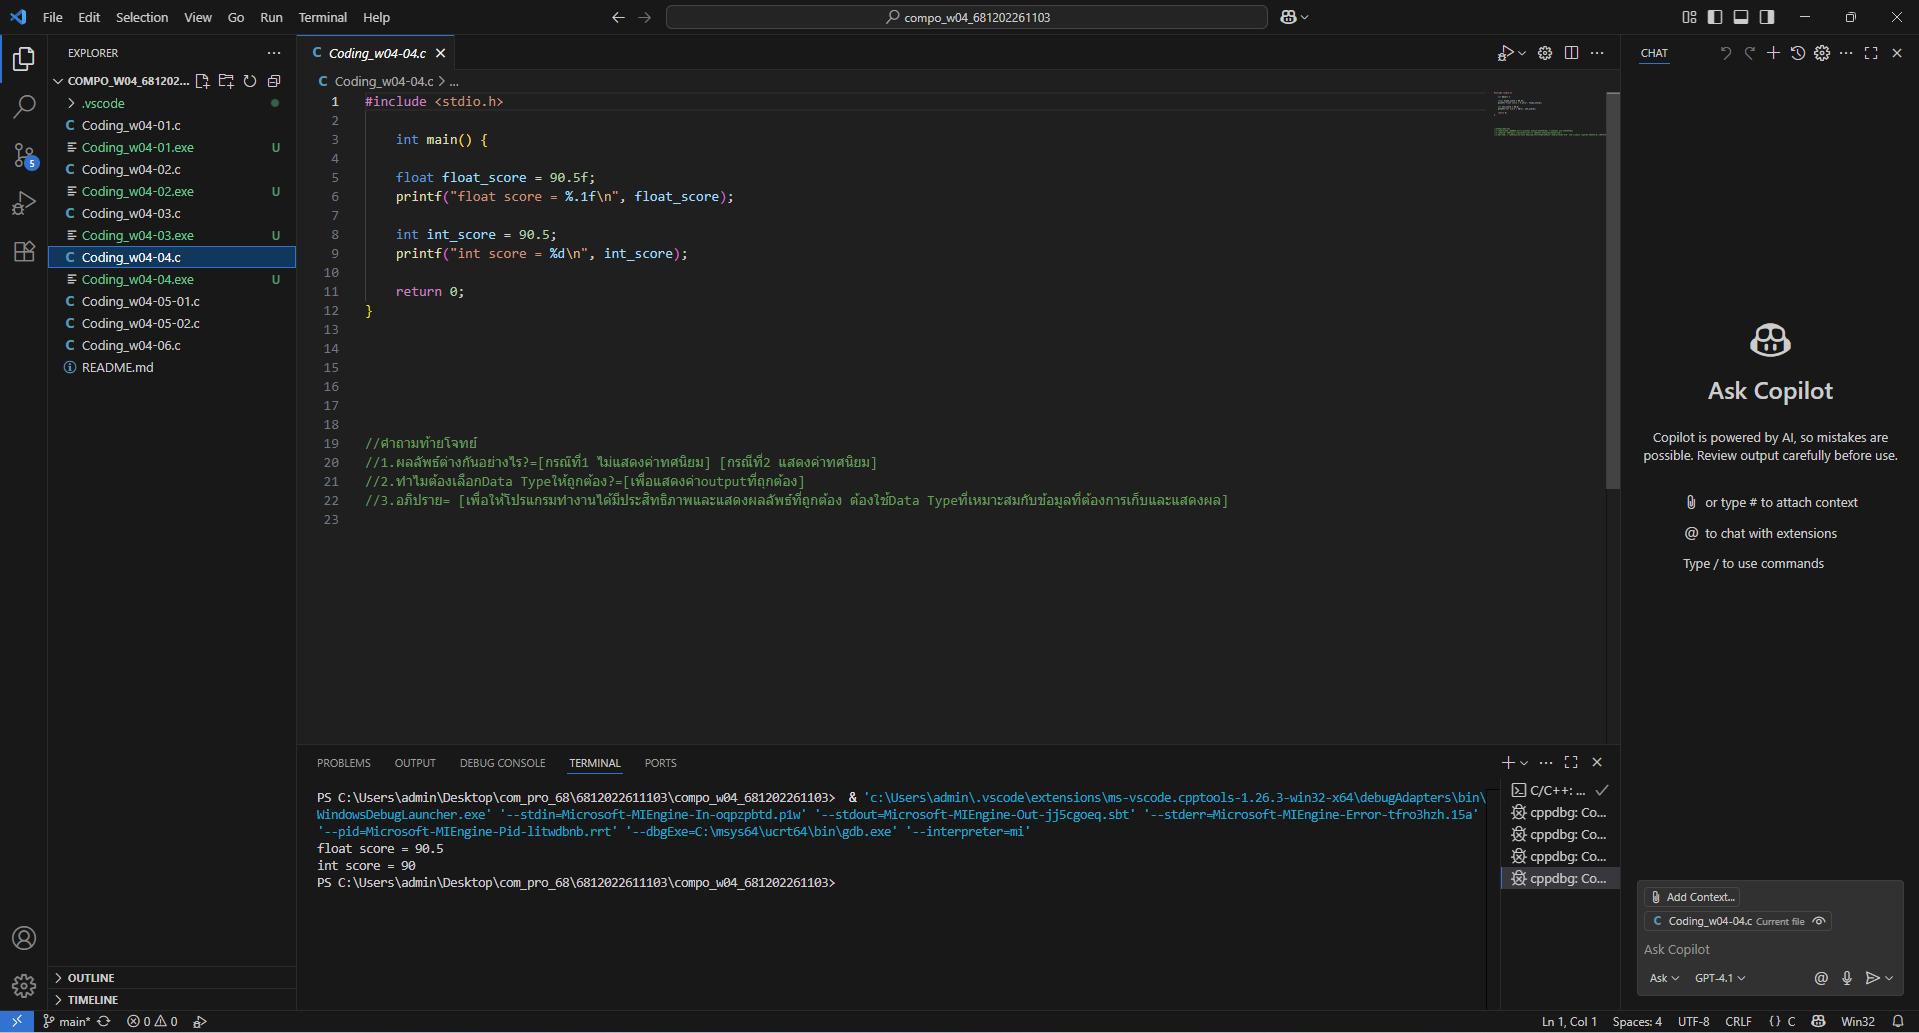 File Edit Selection View Go Run Terminal Help
compo_w04_681202261103
EXPLORER
COMPO_W04_681202...
.vscode
Coding_w04-01.c
Coding_w04-01.exe U
Coding_w04-02.c
Coding_w04-02.exe U
Coding_w04-03.c
Coding_w04-03.exe U
Coding_w04-04.c
Coding_w04-04.exe U
Coding_w04-05-01.c
Coding_w04-05-02.c
Coding_w04-06.c
README.md
OUTLINE
TIMELINE
5
Coding_w04-04.c
Coding_w04-04.c > ...
1 #include <stdio.h>
2
3 int main() {
4
5 float float_score = 90.5f;
6 printf("float score = %.1f\n", float_score);
7
8 int int_score = 90.5;
9 printf("int score = %d\n", int_score);
10
11 return 0;
12 }
13
14
15
16
17
18
19 //คำถามท้ายโจทย์
20 //1.ผลลัพธ์ต่างกันอย่างไร?=[กรณ๊ที่1 ไม่แสดงค่าทศนิยม] [กรณีที่2 แสดงค่าทศนิยม]
21 //2.ทำไมต้องเลือกData Typeให้ถูกต้อง?=[เพื่อแสดงค่าoutputที่ถุกต้อง]
22 //3.อภิปราย= [เพื่อให้โปรแกรมทำงานได้มีประสิทธิภาพและแสดงผลลัพธ์ที่ถูกต้อง ต้องใช้Data Typeที่เหมาะสมกับข้อมูลที่ต้องการเก็บและแสดงผล]
23
PROBLEMS OUTPUT DEBUG CONSOLE TERMINAL PORTS
PS C:\Users\admin\Desktop\com_pro_68\6812022611103\compo_w04_681202261103> & 'c:\Users\admin\.vscode\extensions\ms-vscode.cpptools-1.26.3-win32-x64\debugAdapters\bin\
WindowsDebugLauncher.exe' '--stdin=Microsoft-MIEngine-In-oqpzpbtd.p1w' '--stdout=Microsoft-MIEngine-Out-jj5cgoeq.sbt' '--stderr=Microsoft-MIEngine-Error-tfro3hzh.15a'
'--pid=Microsoft-MIEngine-Pid-litwdbnb.rrt' '--dbgExe=C:\msys64\ucrt64\bin\gdb.exe' '--interpreter=mi'
float score = 90.5
int score = 90
PS C:\Users\admin\Desktop\com_pro_68\6812022611103\compo_w04_681202261103>
C/C++: ...
cppdbg: Co...
cppdbg: Co...
cppdbg: Co...
cppdbg: Co...
CHAT
Ask Copilot
Copilot is powered by AI, so mistakes are
possible. Review output carefully before use.
or type # to attach context
@ to chat with extensions
Type / to use commands
Add Context...
Coding_w04-04.c Current file
Ask Copilot
Ask GPT-4.1
main* 0 0
Ln 1, Col 1 Spaces: 4 UTF-8 CRLF {} C Win32